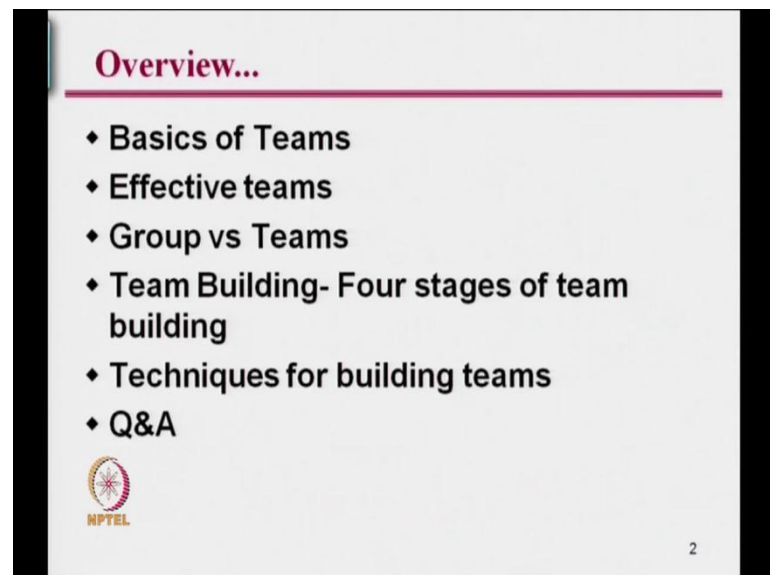 Overview...
◆ Basics of Teams
◆ Effective teams
◆ Group vs Teams
◆ Team Building- Four stages of team
building
◆ Techniques for building teams
◆ Q&A
NPTEL
2